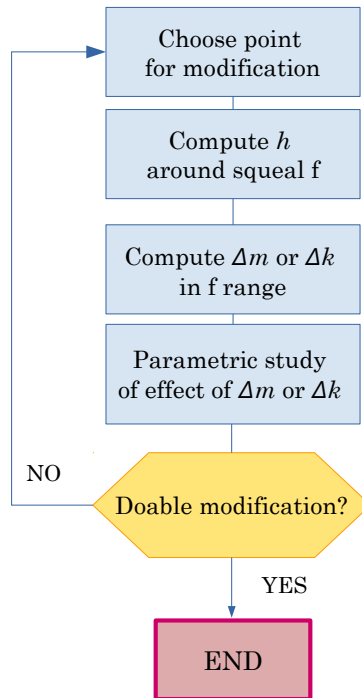 Choose point
for modification
Compute h
around squeal f
Compute Δm or Δk
in f range
Parametric study
of effect of Δm or Δk
NO
Doable modification?
YES
END